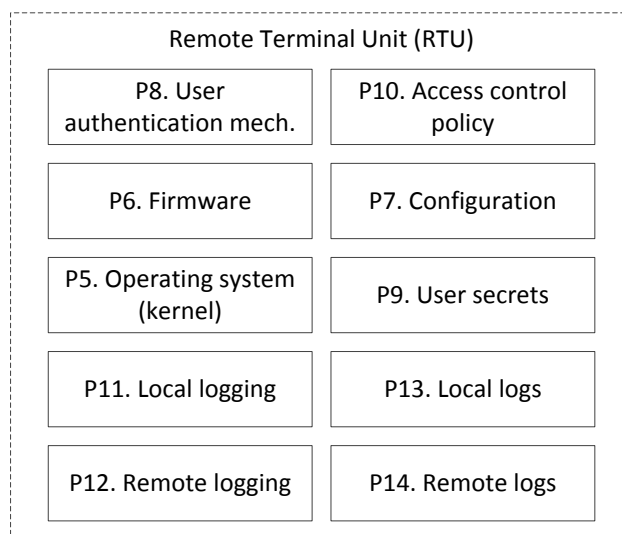 Remote Terminal Unit (RTU)
P8. User
authentication mech.
P10. Access control
policy
P6. Firmware
P7. Configuration
P5. Operating system
(kernel)
P9. User secrets
P11. Local logging
P13. Local logs
P12. Remote logging
P14. Remote logs